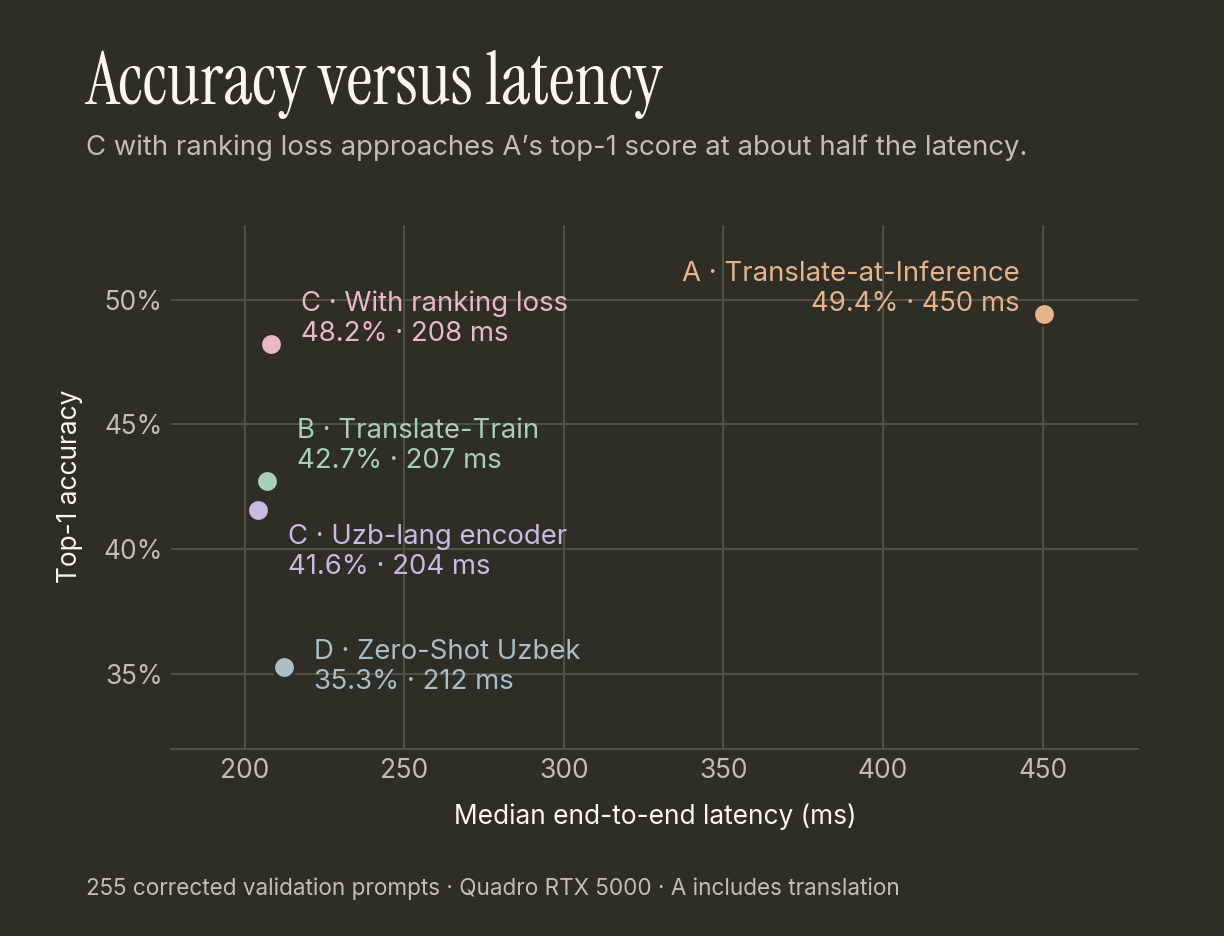 Accuracy versus latency
C with ranking loss approaches A’s top-1 score at about half the latency.
A · Translate-at-Inference
49.4% · 450 ms
50%
C · With ranking loss
48.2% · 208 ms
45%
B · Translate-Train
42.7% · 207 ms
Top-1 accuracy
C · Uzb-lang encoder
40%
41.6% · 204 ms
D · Zero-Shot Uzbek
35%
35.3% · 212 ms
200 250 300 350 400 450
Median end-to-end latency (ms)
255 corrected validation prompts · Quadro RTX 5000 · A includes translation